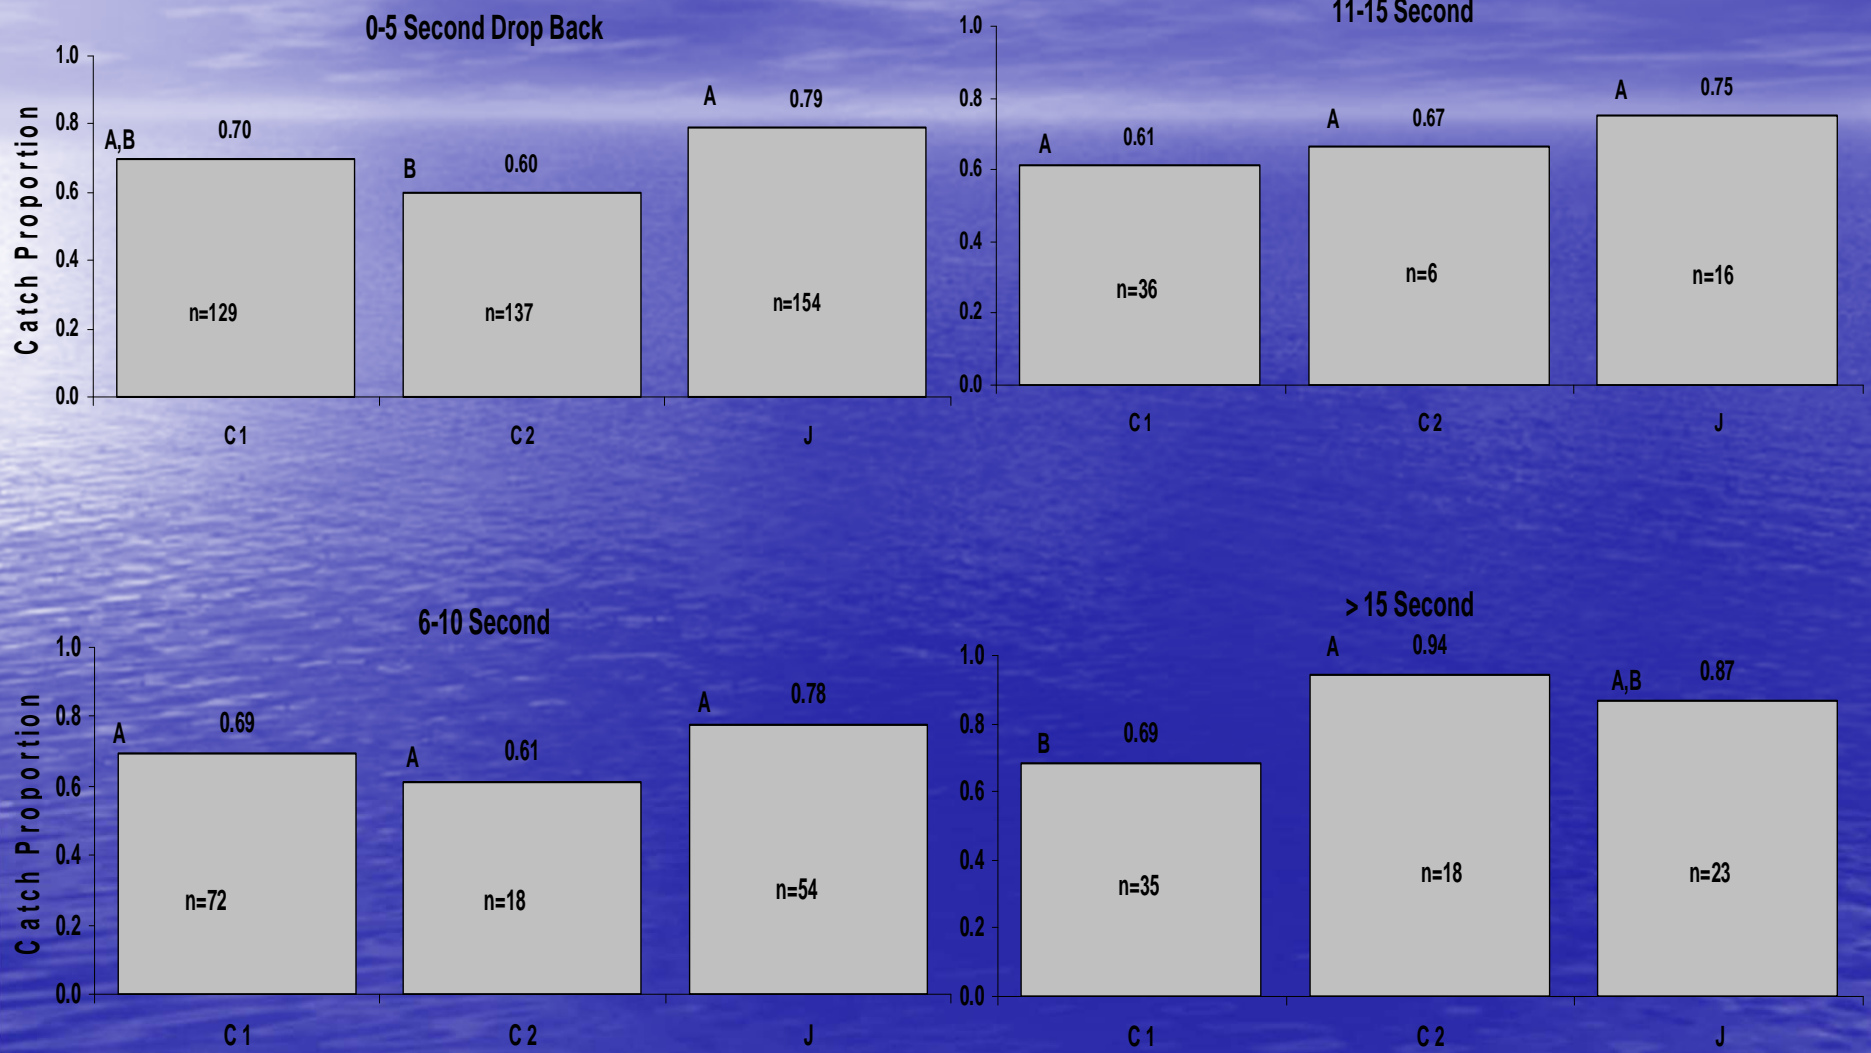 0-5 Second Drop Back
1.0
0.8
0.6
0.4
0.2
0.0
Catch Proportion
A,B
0.70
B
0.60
A
0.79
n=129
n=137
n=154
C1
C2
J
11-15 Second
1.0
0.8
0.6
0.4
0.2
0.0
A
0.61
A
0.67
A
0.75
n=36
n=6
n=16
C1
C2
J
6-10 Second
1.0
0.8
0.6
0.4
0.2
0.0
Catch Proportion
A
0.69
A
0.61
A
0.78
n=72
n=18
n=54
C1
C2
J
> 15 Second
1.0
0.8
0.6
0.4
0.2
0.0
B
0.69
A
0.94
A,B
0.87
n=35
n=18
n=23
C1
C2
J